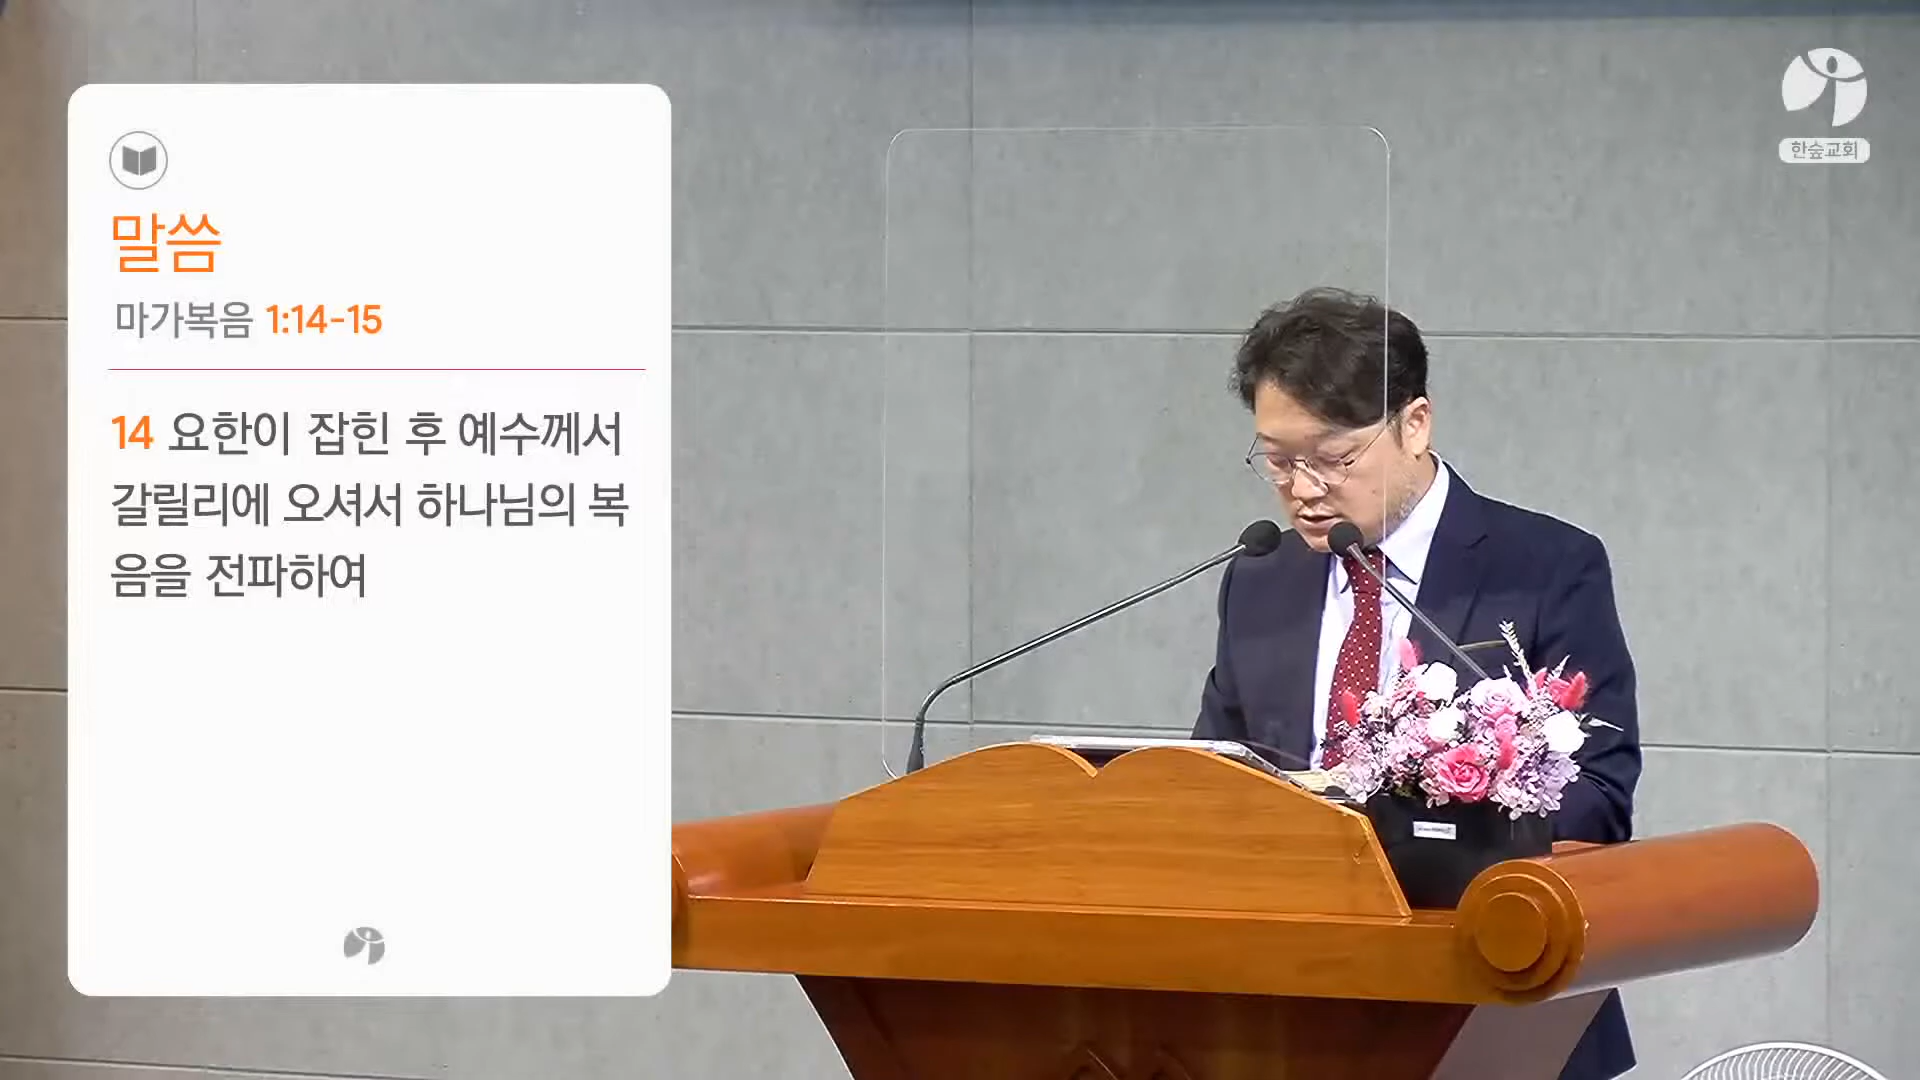 한숲교회
말씀
마가복음 1:14-15
14 요한이 잡힌 후 예수께서
갈릴리에 오셔서 하나님의 복
음을 전파하여